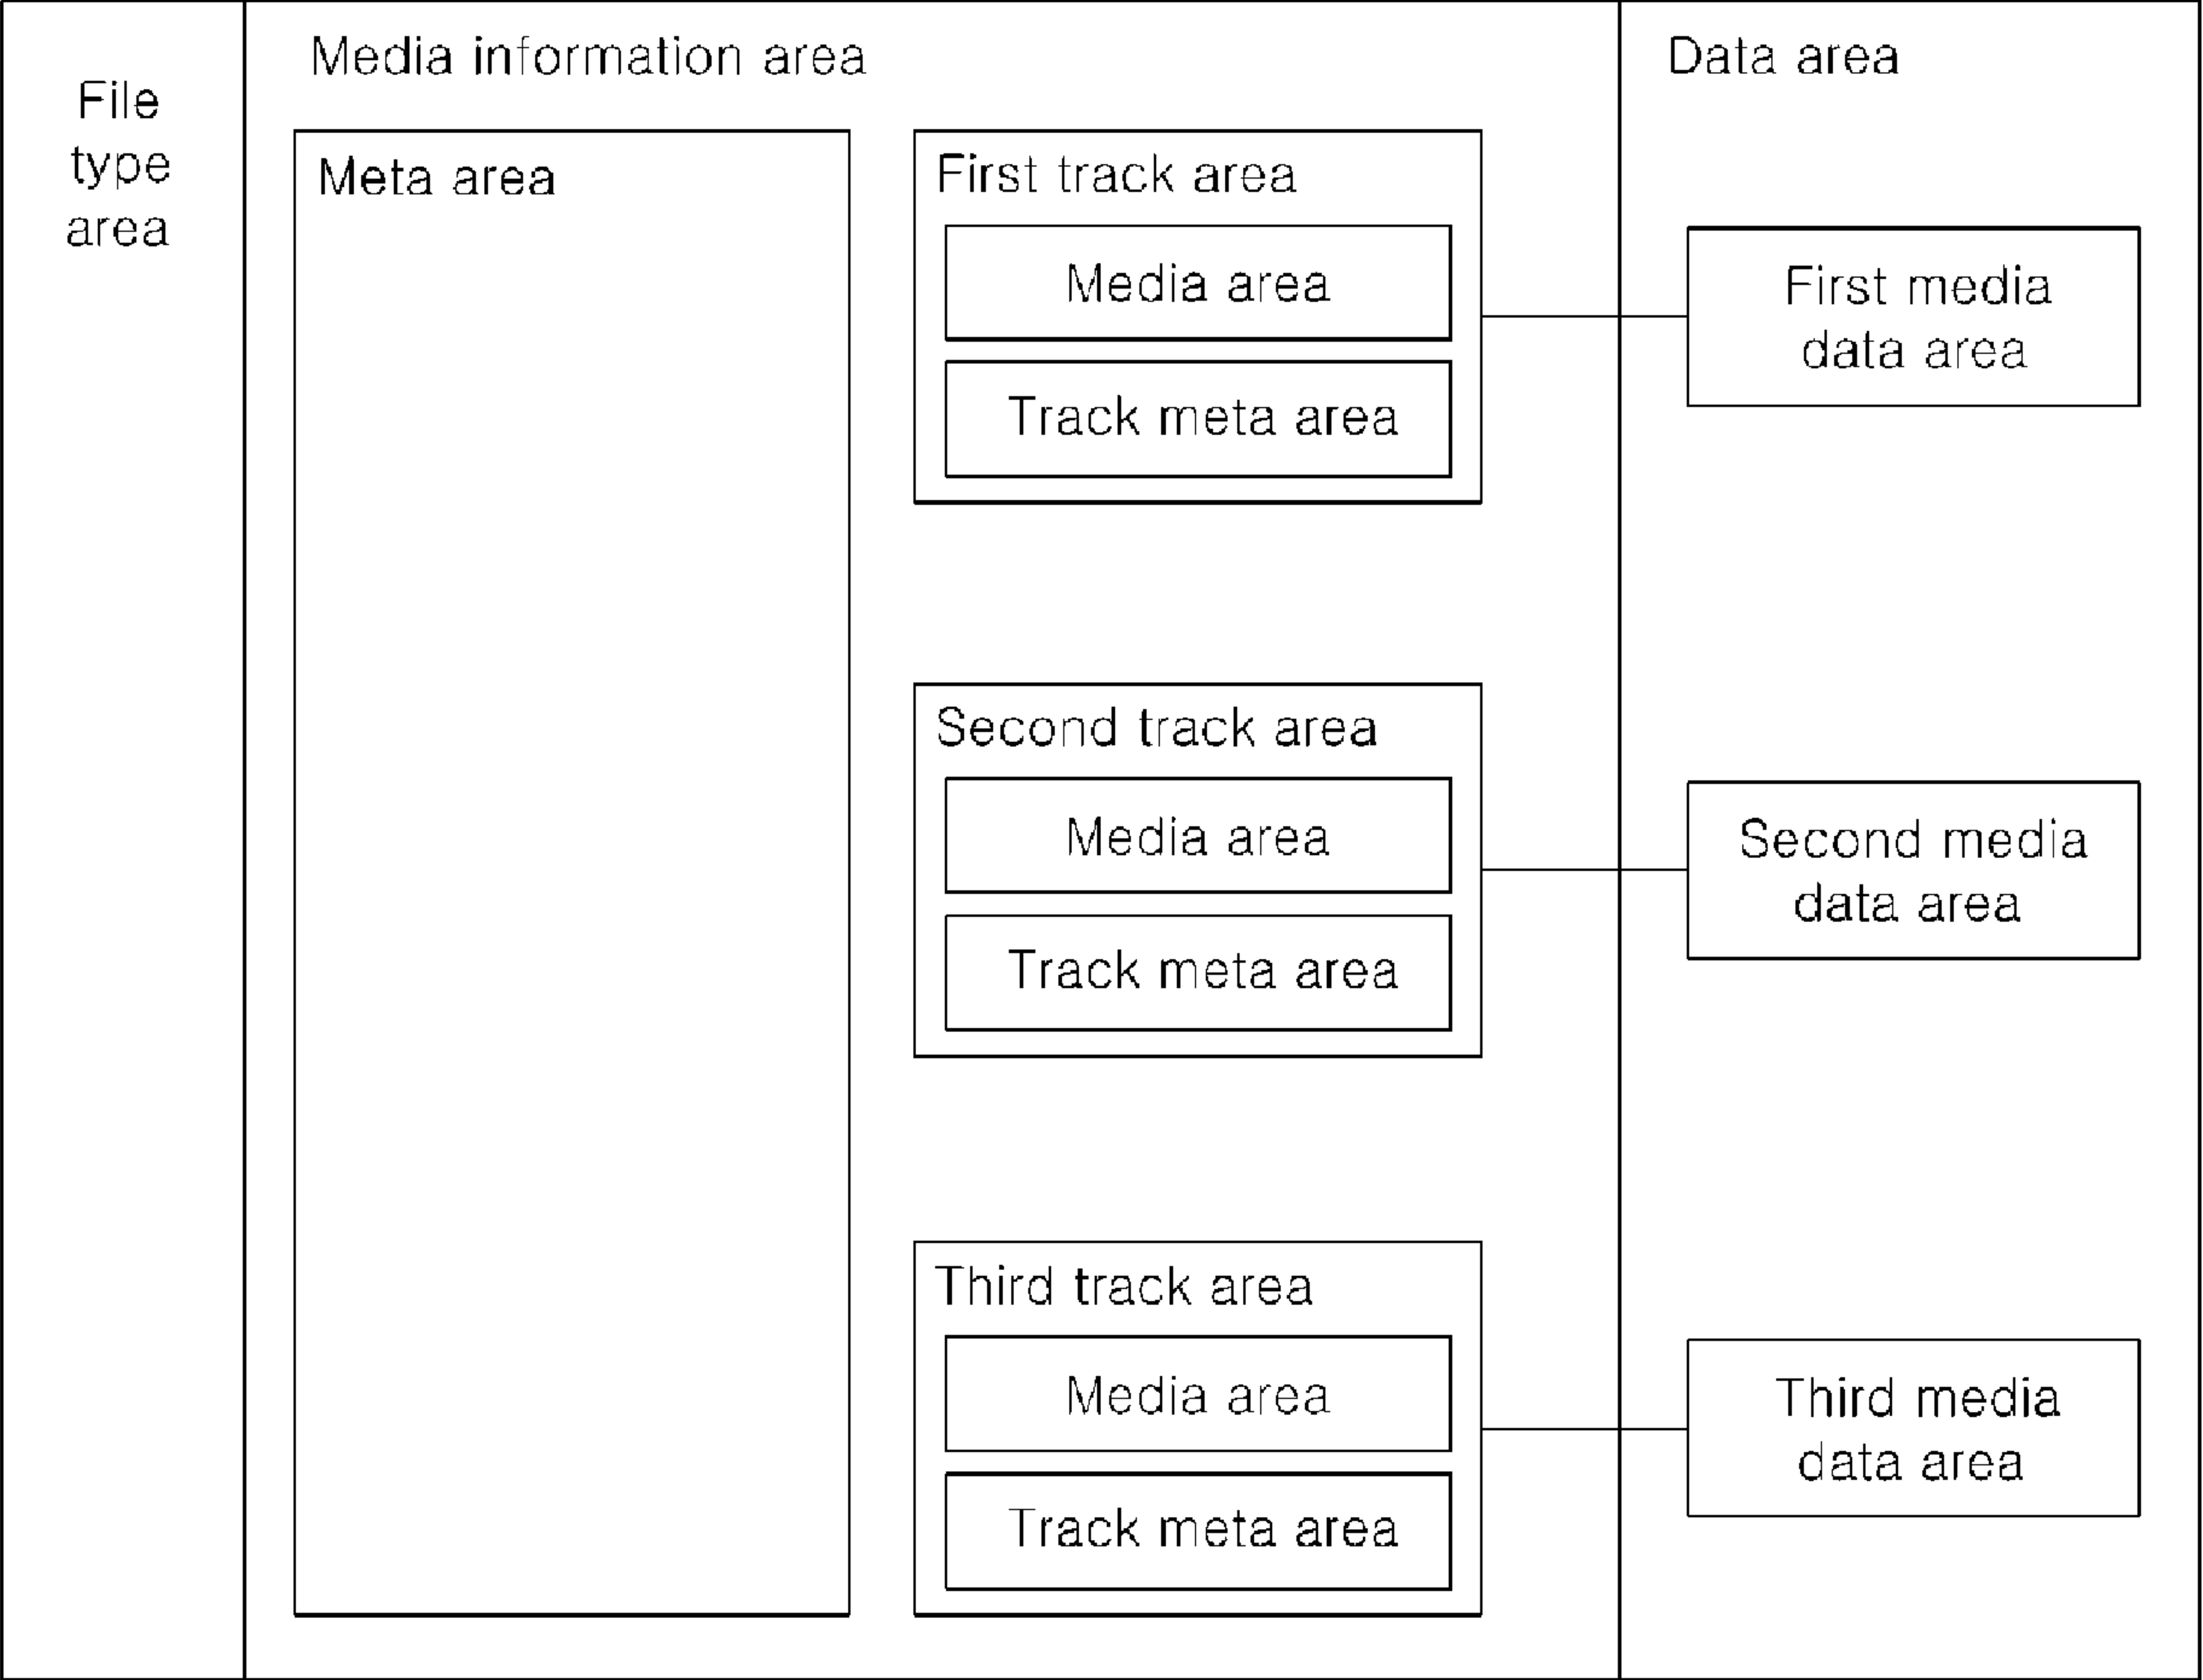 File
type
area
Media information area
Meta area
First track area
Media area
Track meta area
Second track area
Media area
Track meta area
Third track area
Media area
Track meta area
Data area
First media
data area
Second media
data area
Third media
data area